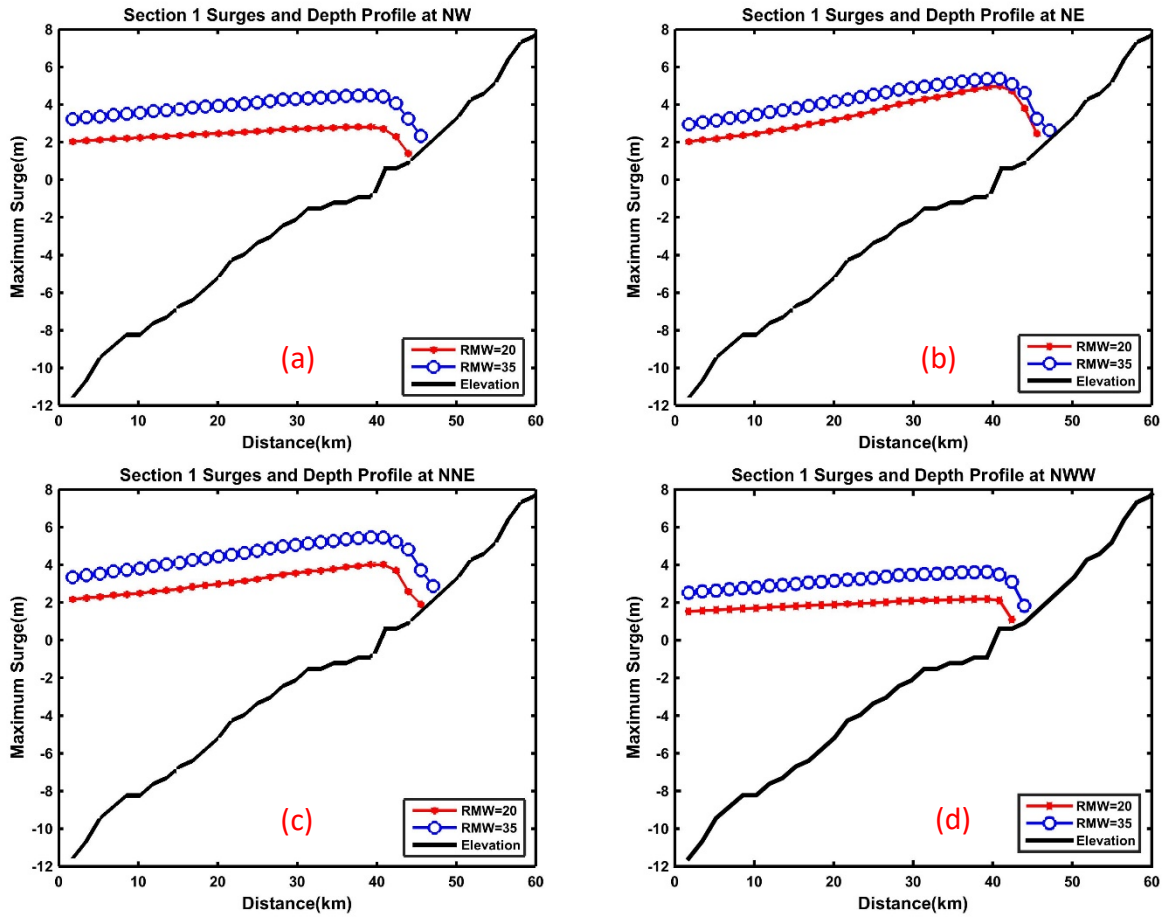 Section 1 Surges and Depth Profile at NW
Maximum Surge(m)
8
6
4
2
0
-2
-4
-6
-8
-10
-12
(a)
RMW=20
RMW=35
Elevation
0 10 20 30 40 50 60
Distance(km)
Section 1 Surges and Depth Profile at NE
Maximum Surge(m)
8
6
4
2
0
-2
-4
-6
-8
-10
-12
(b)
RMW=20
RMW=35
Elevation
0 10 20 30 40 50 60
Distance(km)
Section 1 Surges and Depth Profile at NNE
Maximum Surge(m)
8
6
4
2
0
-2
-4
-6
-8
-10
-12
(c)
RMW=20
RMW=35
Elevation
0 10 20 30 40 50 60
Distance(km)
Section 1 Surges and Depth Profile at NWW
Maximum Surge(m)
8
6
4
2
0
-2
-4
-6
-8
-10
-12
(d)
RMW=20
RMW=35
Elevation
0 10 20 30 40 50 60
Distance(km)